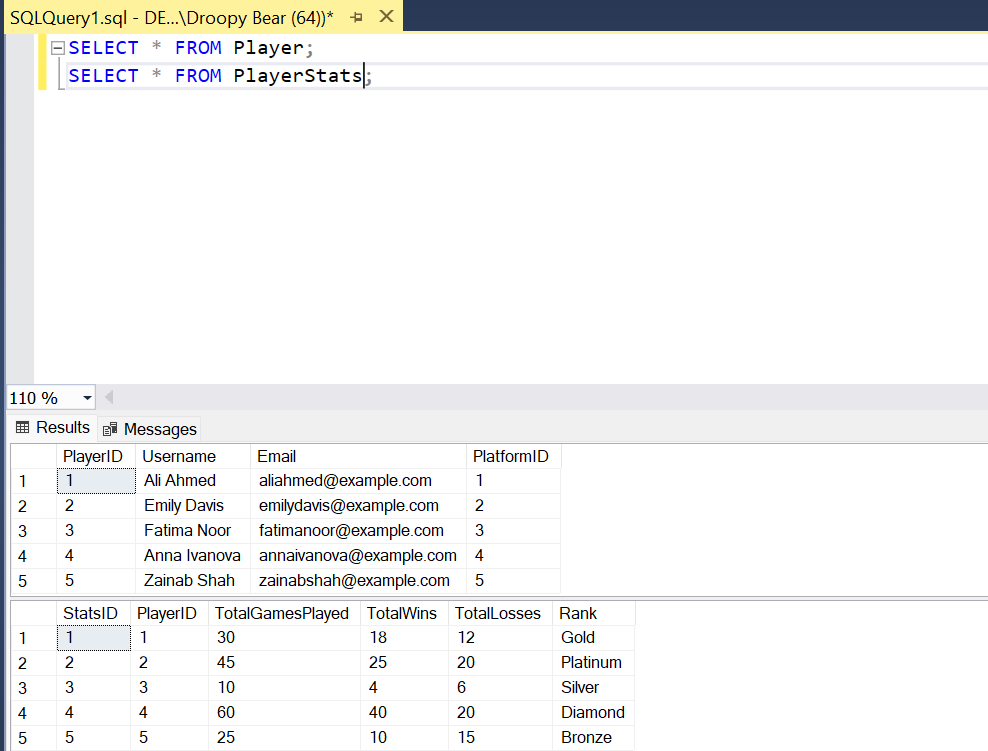 SQLQuery1.sql - DE...\Droopy Bear (64))*
SELECT * FROM Player;
SELECT * FROM PlayerStats;
110 %
Results Messages
PlayerID Username Email PlatformID
1 1 Ali Ahmed aliahmed@example.com 1
2 2 Emily Davis emilydavis@example.com 2
3 3 Fatima Noor fatimanoor@example.com 3
4 4 Anna Ivanova annaivanova@example.com 4
5 5 Zainab Shah zainabshah@example.com 5
StatsID PlayerID TotalGamesPlayed TotalWins TotalLosses Rank
1 1 1 30 18 12 Gold
2 2 2 45 25 20 Platinum
3 3 3 10 4 6 Silver
4 4 4 60 40 20 Diamond
5 5 5 25 10 15 Bronze